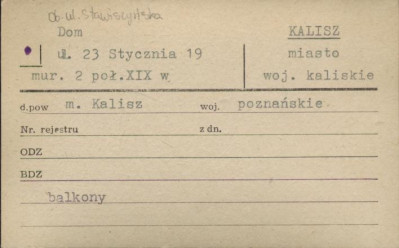 Ob. ul. Stawiszyńska
Dom KALISZ
ul. 23 Stycznia 19 miasto
mur. 2 poł.XIX w woj. kaliskie
d.pow m. Kalisz woj. poznańskie
Nr. rejestru z dn.
ODZ
BDZ
balkony